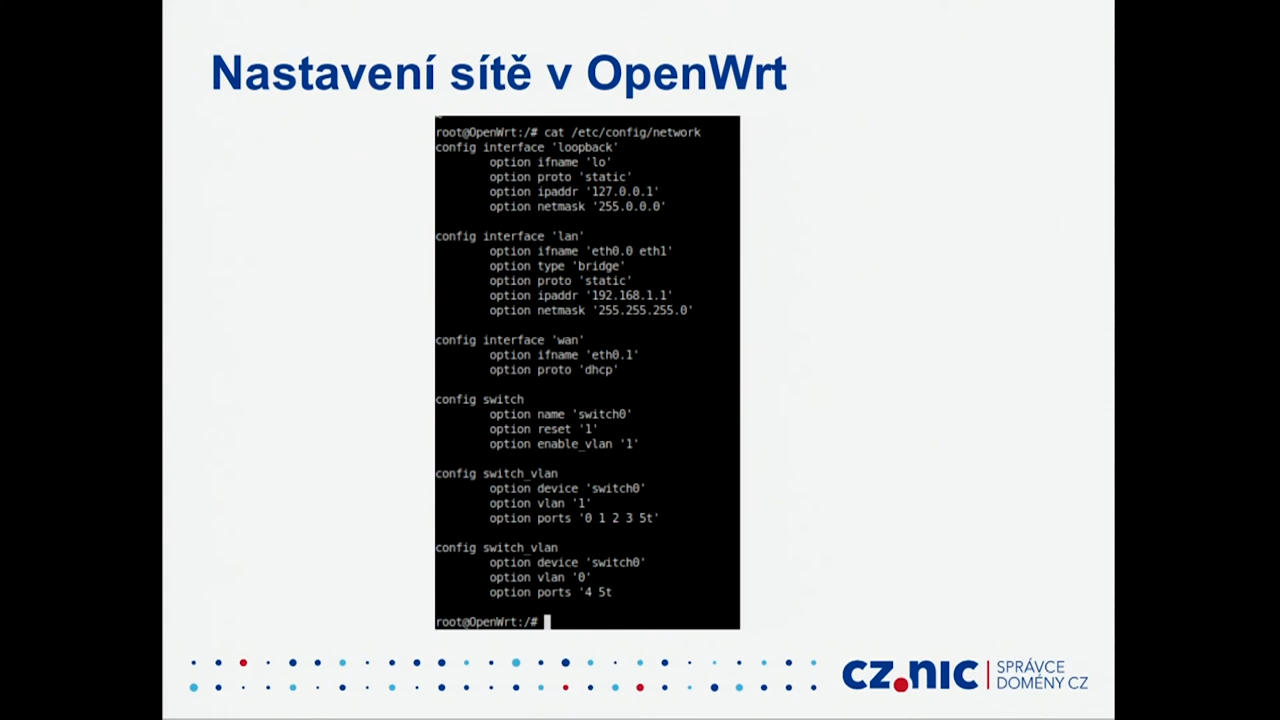 Nastavení sítě v OpenWrt
root@OpenWrt:/# cat /etc/config/network
config interface 'loopback'
option ifname 'lo'
option proto 'static'
option ipaddr '127.0.0.1'
option netmask '255.0.0.0'
config interface 'lan'
option ifname 'eth0.0 eth1'
option type 'bridge'
option proto 'static'
option ipaddr '192.168.1.1'
option netmask '255.255.255.0'
config interface 'wan'
option ifname 'eth0.1'
option proto 'dhcp'
config switch
option name 'switch0'
option reset '1'
option enable_vlan '1'
config switch_vlan
option device 'switch0'
option vlan '1'
option ports '0 1 2 3 5t'
config switch_vlan
option device 'switch0'
option vlan '0'
option ports '4 5t
root@OpenWrt:/#
CZ.NIC
SPRÁVCE
DOMÉNY CZ